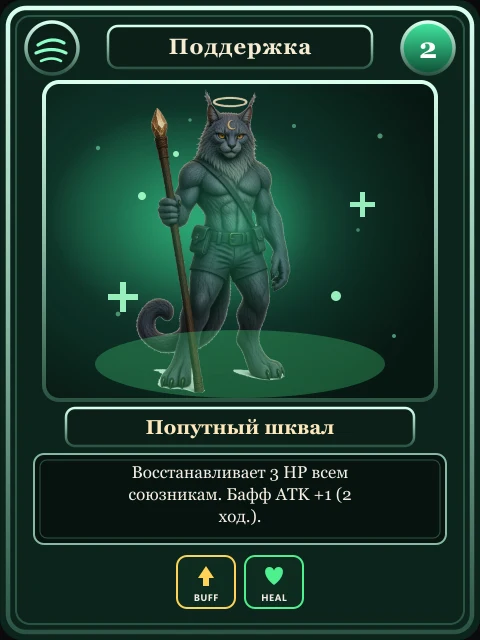 Поддержка
2
Попутный шквал
Восстанавливает 3 HP всем
союзникам. Бафф ATK +1 (2
ход.).
BUFF
HEAL